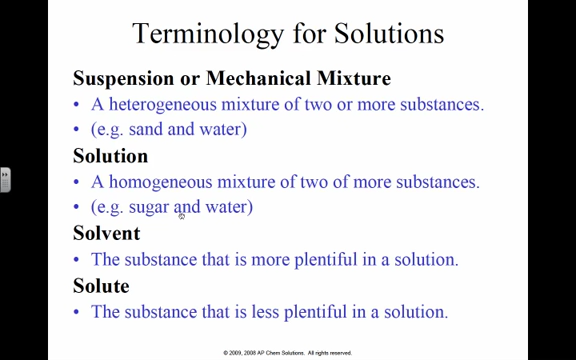 Terminology for Solutions
Suspension or Mechanical Mixture
• A heterogeneous mixture of two or more substances.
• (e.g. sand and water)
Solution
• A homogeneous mixture of two of more substances.
• (e.g. sugar and water)
Solvent
• The substance that is more plentiful in a solution.
Solute
• The substance that is less plentiful in a solution.
© 2009, 2008 AP Chem Solutions. All rights reserved.